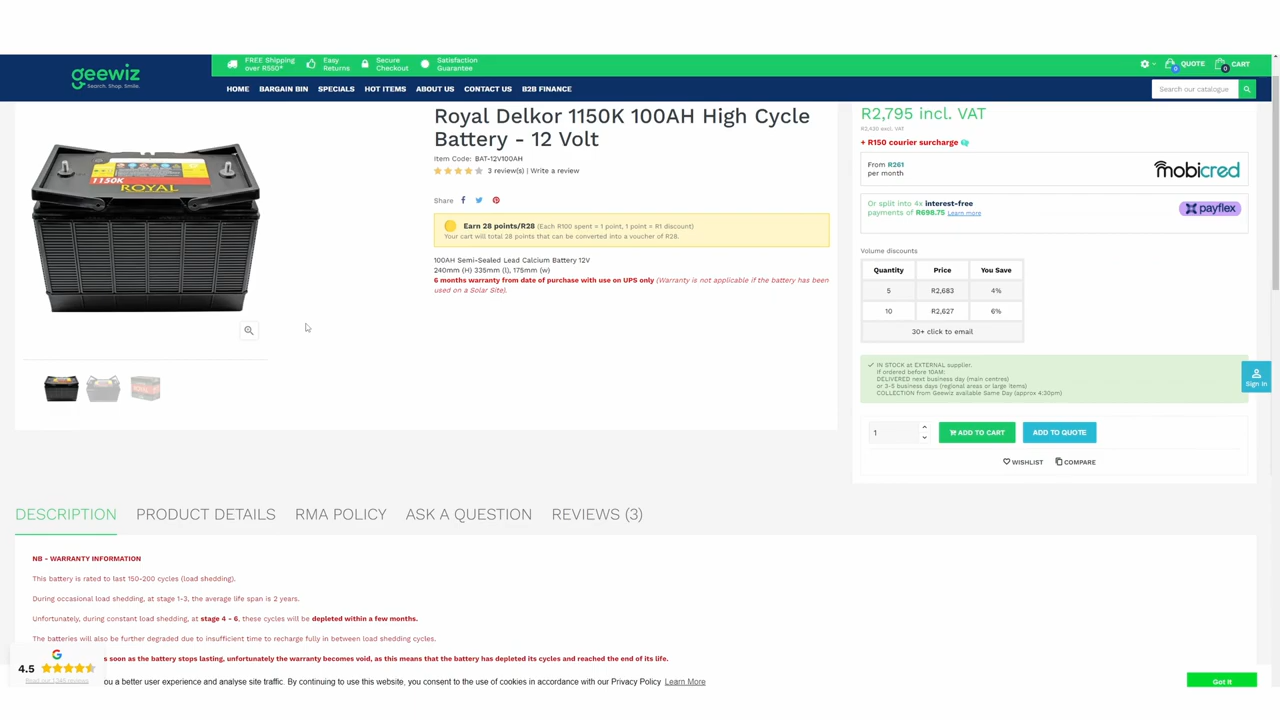 geewiz
Search. Shop. Smile.
FREE Shipping
over R550*
Easy
Returns
Secure
Checkout
Satisfaction
Guarantee
0
QUOTE
0
CART
HOME
BARGAIN BIN
SPECIALS
HOT ITEMS
ABOUT US
CONTACT US
B2B FINANCE
Search our catalogue
1150K
ROYAL
Royal Delkor 1150K 100AH High Cycle
Battery - 12 Volt
Item Code: BAT-12V100AH
3 review(s) | Write a review
Share
Earn 28 points/R28 (Each R100 spent = 1 point, 1 point = R1 discount)
Your cart will total 28 points that can be converted into a voucher of R28.
100AH Semi-Sealed Lead Calcium Battery 12V
240mm (H) 335mm (l), 175mm (w)
6 months warranty from date of purchase with use on UPS only (Warranty is not applicable if the battery has been
used on a Solar Site).
R2,795 incl. VAT
R2,430 excl. VAT
+ R150 courier surcharge
From R261
per month
mobicred
Or split into 4x interest-free
payments of R698.75 Learn more
payflex
Volume discounts
Quantity Price You Save
5 R2,683 4%
10 R2,627 6%
30+ click to email
IN STOCK at EXTERNAL supplier.
If ordered before 10AM:
DELIVERED next business day (main centres)
or 3-5 business days (regional areas or large items)
COLLECTION from Geewiz available Same Day (approx 4:30pm)
Sign in
1
ADD TO CART
ADD TO QUOTE
WISHLIST
COMPARE
DESCRIPTION
PRODUCT DETAILS
RMA POLICY
ASK A QUESTION
REVIEWS (3)
NB - WARRANTY INFORMATION
This battery is rated to last 150-200 cycles (load shedding).
During occasional load shedding, at stage 1-3, the average life span is 2 years.
Unfortunately, during constant load shedding, at stage 4 - 6, these cycles will be depleted within a few months.
The batteries will also be further degraded due to insufficient time to recharge fully in between load shedding cycles.
s soon as the battery stops lasting, unfortunately the warranty becomes void, as this means that the battery has depleted its cycles and reached the end of its life.
4.5
Read our 1,345 reviews
ou a better user experience and analyse site traffic. By continuing to use this website, you consent to the use of cookies in accordance with our Privacy Policy Learn More
Got It